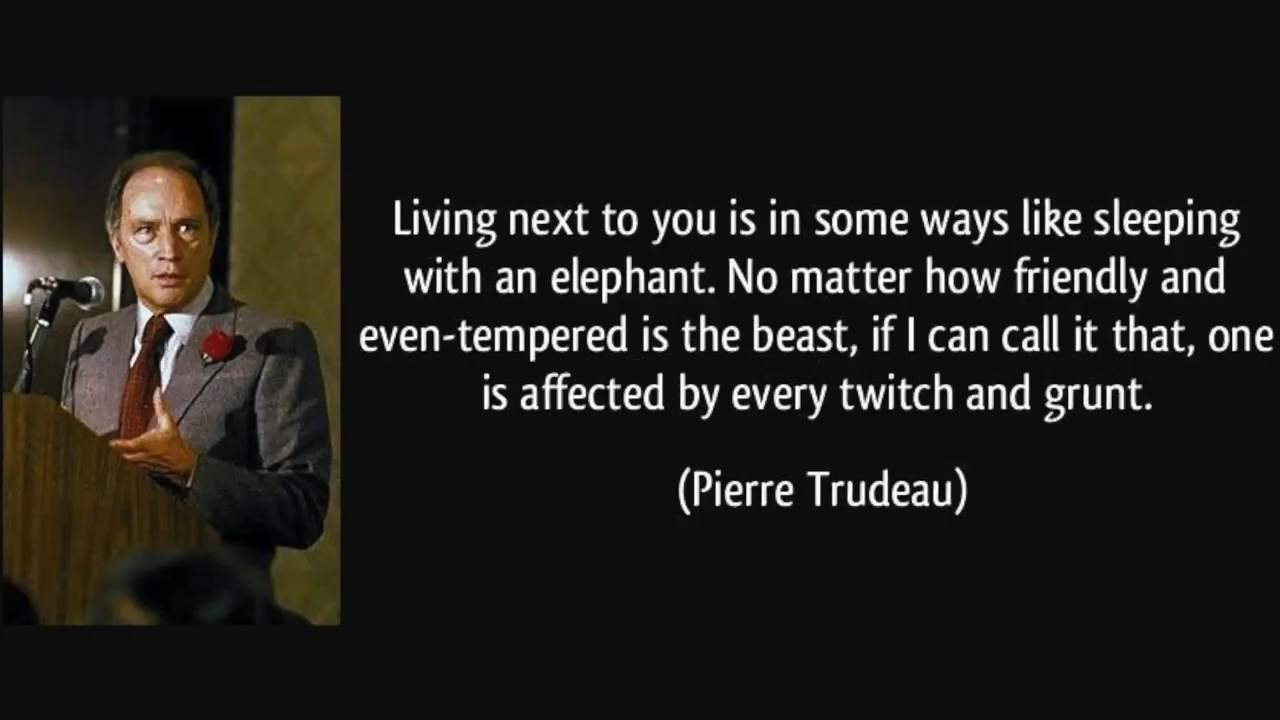 Living next to you is in some ways like sleeping
with an elephant. No matter how friendly and
even-tempered is the beast, if I can call it that, one
is affected by every twitch and grunt.
(Pierre Trudeau)